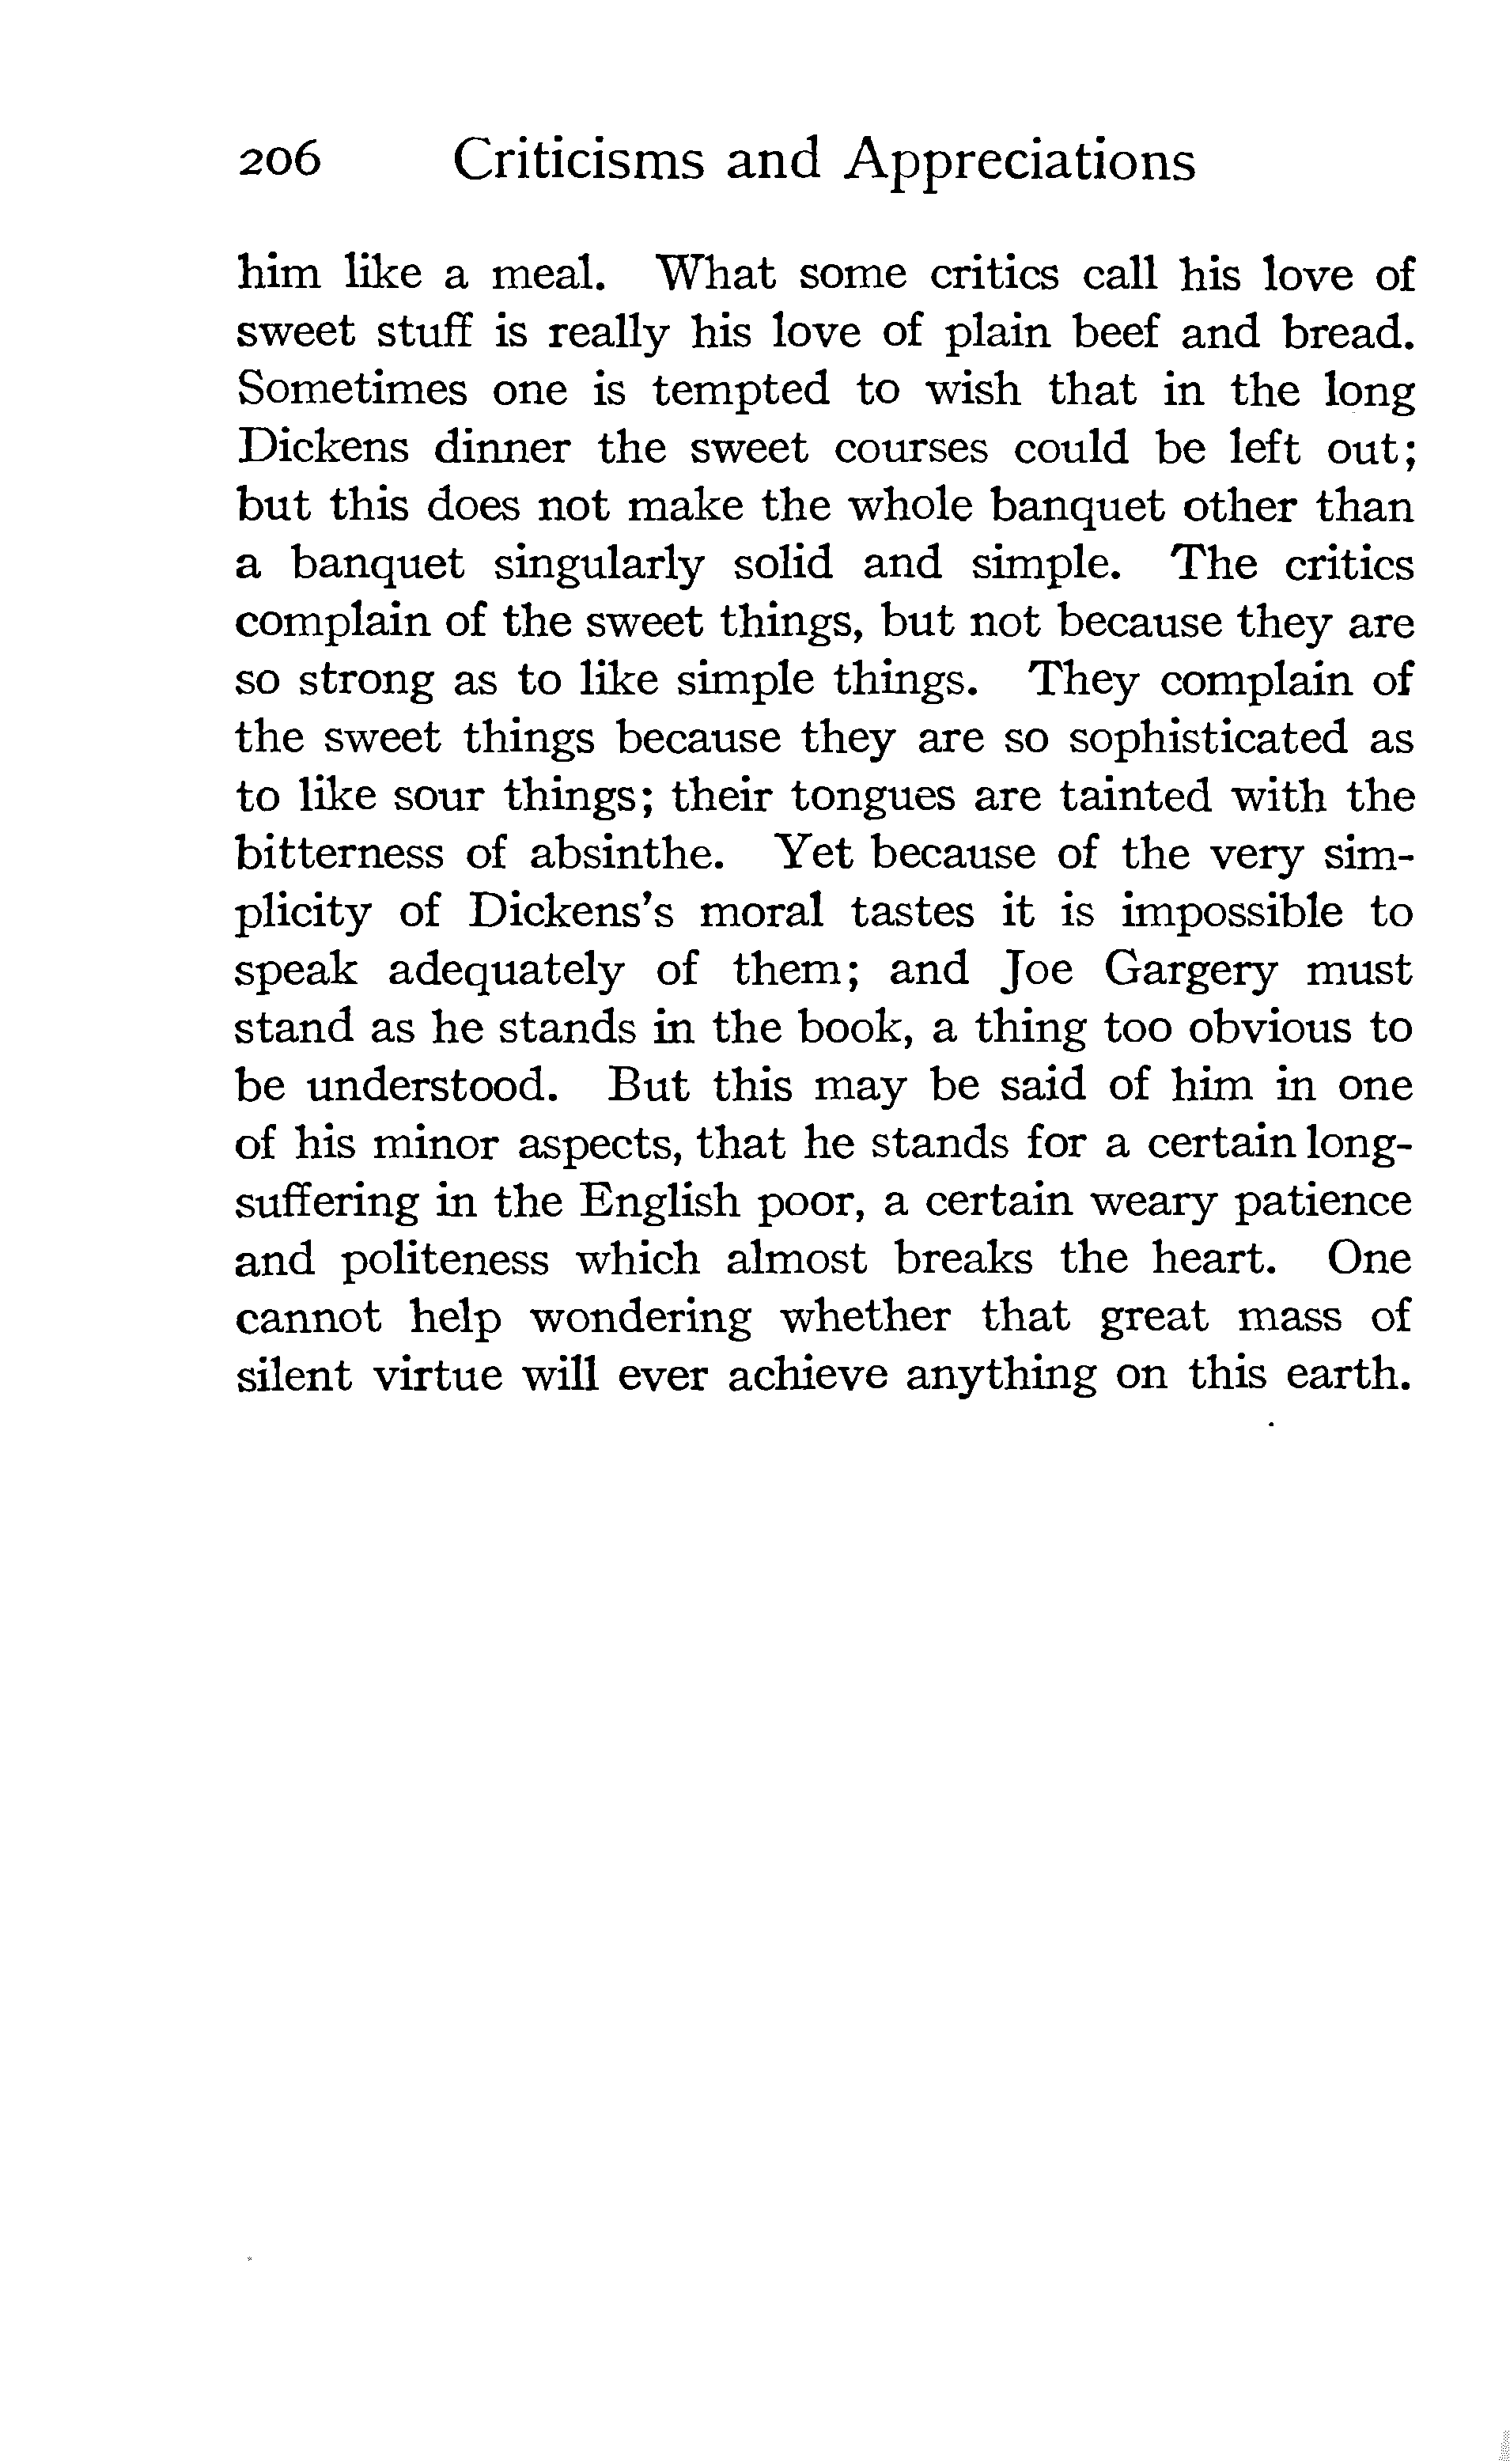 206 Criticisms and Appreciations
him like a meal. What some critics call his love of
sweet stuff is really his love of plain beef and bread.
Sometimes one is tempted to wish that in the long
Dickens dinner the sweet courses could be left out;
but this does not make the whole banquet other than
a banquet singularly solid and simple. The critics
complain of the sweet things, but not because they are
so strong as to like simple things. They complain of
the sweet things because they are so sophisticated as
to like sour things; their tongues are tainted with the
bitterness of absinthe. Yet because of the very sim-
plicity of Dickens's moral tastes it is impossible to
speak adequately of them; and Joe Gargery must
stand as he stands in the book, a thing too obvious to
be understood. But this may be said of him in one
of his minor aspects, that he stands for a certain long-
suffering in the English poor, a certain weary patience
and politeness which almost breaks the heart. One
cannot help wondering whether that great mass of
silent virtue will ever achieve anything on this earth.